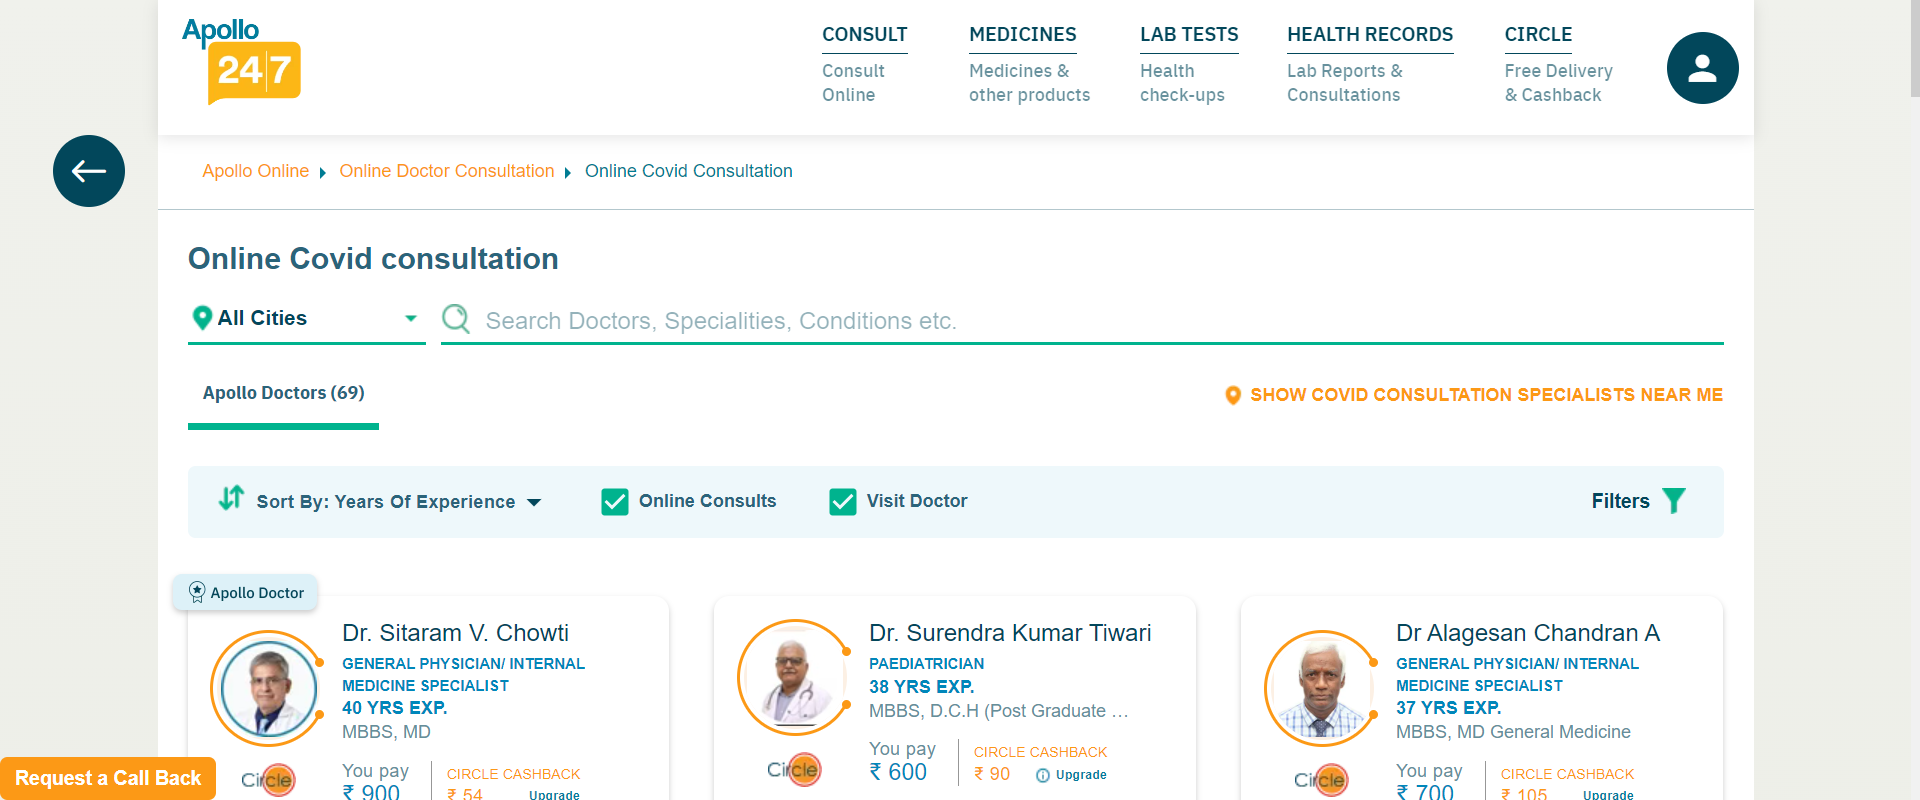 Apollo
24|7
CONSULT
Consult
Online
MEDICINES
Medicines &
other products
LAB TESTS
Health
check-ups
HEALTH RECORDS
Lab Reports &
Consultations
CIRCLE
Free Delivery
& Cashback
Apollo Online
Online Doctor Consultation
Online Covid Consultation
Online Covid consultation
All Cities
Search Doctors, Specialities, Conditions etc.
Apollo Doctors (69)
SHOW COVID CONSULTATION SPECIALISTS NEAR ME
Sort By: Years Of Experience
Online Consults
Visit Doctor
Filters
Apollo Doctor
Dr. Sitaram V. Chowti
GENERAL PHYSICIAN/ INTERNAL
MEDICINE SPECIALIST
40 YRS EXP.
MBBS, MD
Circle
You pay
₹ 900
CIRCLE CASHBACK
₹ 54
Upgrade
Dr. Surendra Kumar Tiwari
PAEDIATRICIAN
38 YRS EXP.
MBBS, D.C.H (Post Graduate ...
Circle
You pay
₹ 600
CIRCLE CASHBACK
₹ 90
Upgrade
Dr Alagesan Chandran A
GENERAL PHYSICIAN/ INTERNAL
MEDICINE SPECIALIST
37 YRS EXP.
MBBS, MD General Medicine
Circle
You pay
₹ 700
CIRCLE CASHBACK
₹ 105
Upgrade
Request a Call Back